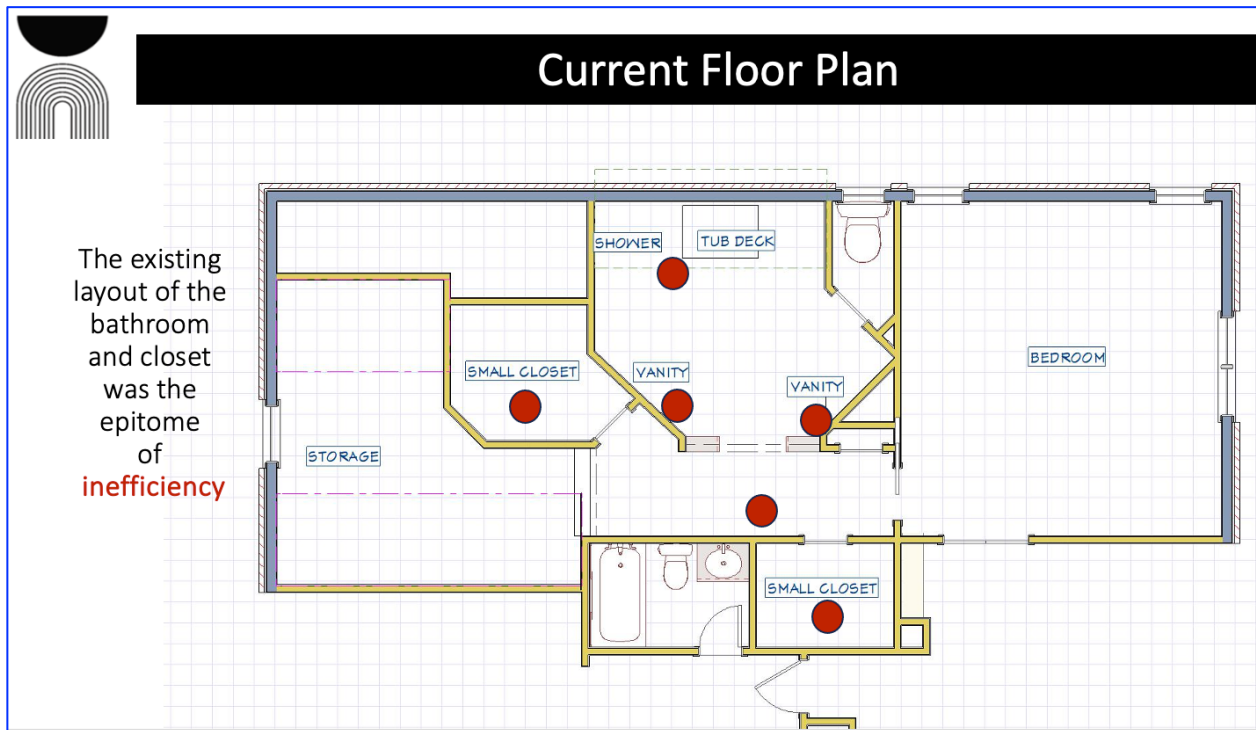 Current Floor Plan
The existing
layout of the
bathroom
and closet
was the
epitome
of
inefficiency
SHOWER
TUB DECK
SMALL CLOSET
VANITY
VANITY
BEDROOM
STORAGE
SMALL CLOSET